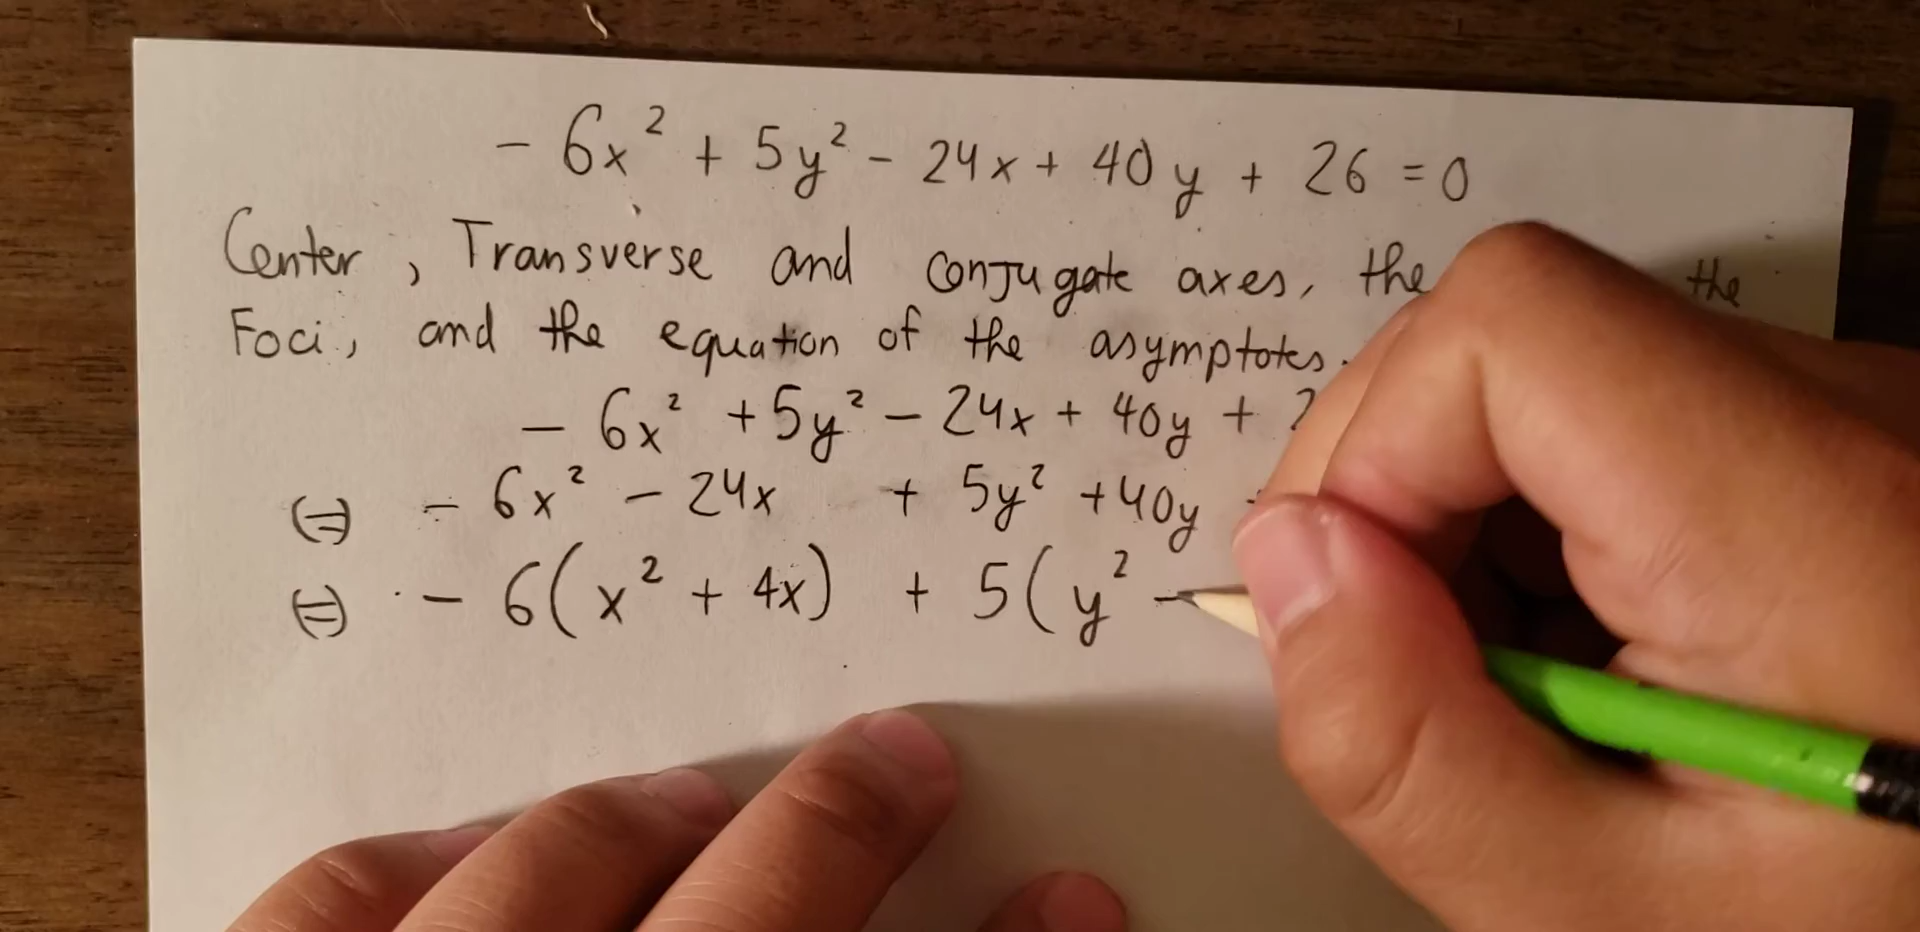 - 6x² + 5y² - 24x + 40y + 26 = 0
Center, Transverse and conjugate axes, the the
Foci, and the equation of the asymptotes.
- 6x² + 5y² - 24x + 40y + 2
(=) - 6x² - 24x + 5y² + 40y
(=) - 6(x² + 4x) + 5(y² -